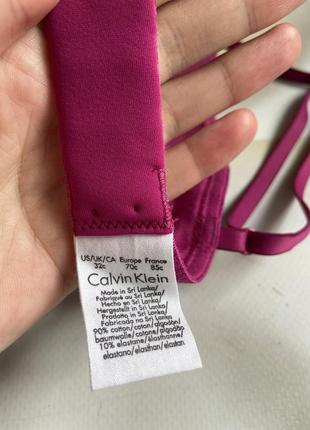 US/UK/CA Europe France
32c 70c 85c
Calvin Klein
Made in Sri Lanka/
Fabriqué au Sri Lanka/
Hecho en Sri Lanka/
Hergestellt in Sri Lanka/
Prodotto in Sri Lanka/
Fabricado na Sri Lanka
90% cotton/coton/algodón/
baumwolle/cotone/algodão
10% elastane/élasthanne/
elastano/elasthan/elastan